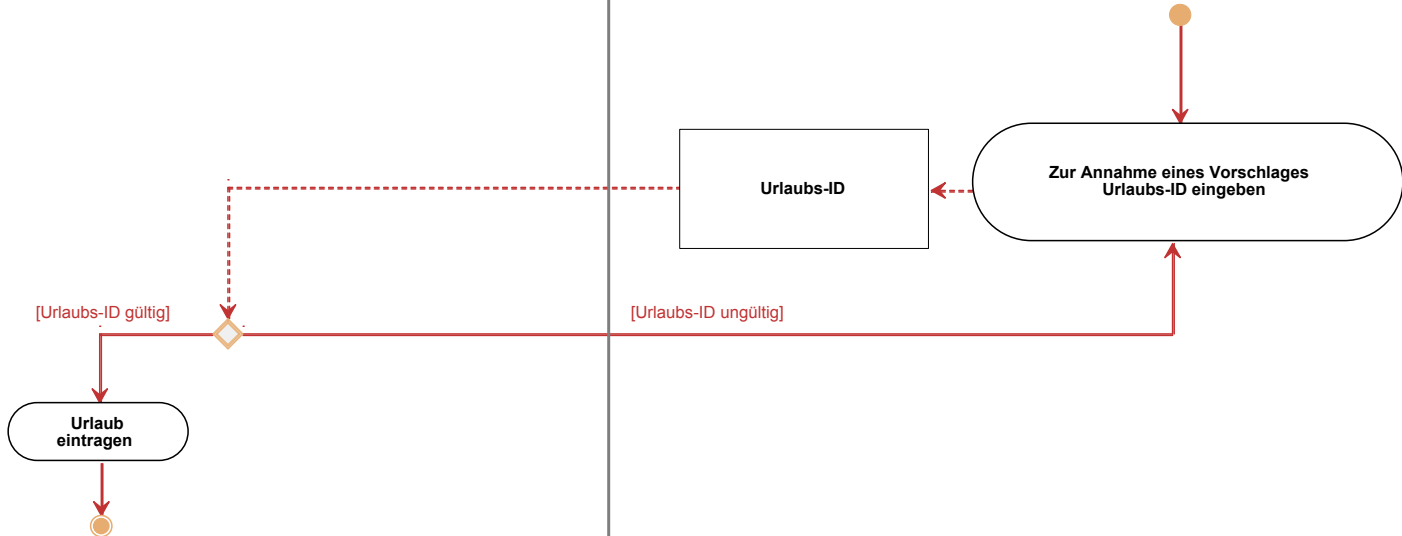 Zur Annahme eines Vorschlages
Urlaubs-ID eingeben
Urlaubs-ID
[Urlaubs-ID gültig]
[Urlaubs-ID ungültig]
Urlaub
eintragen